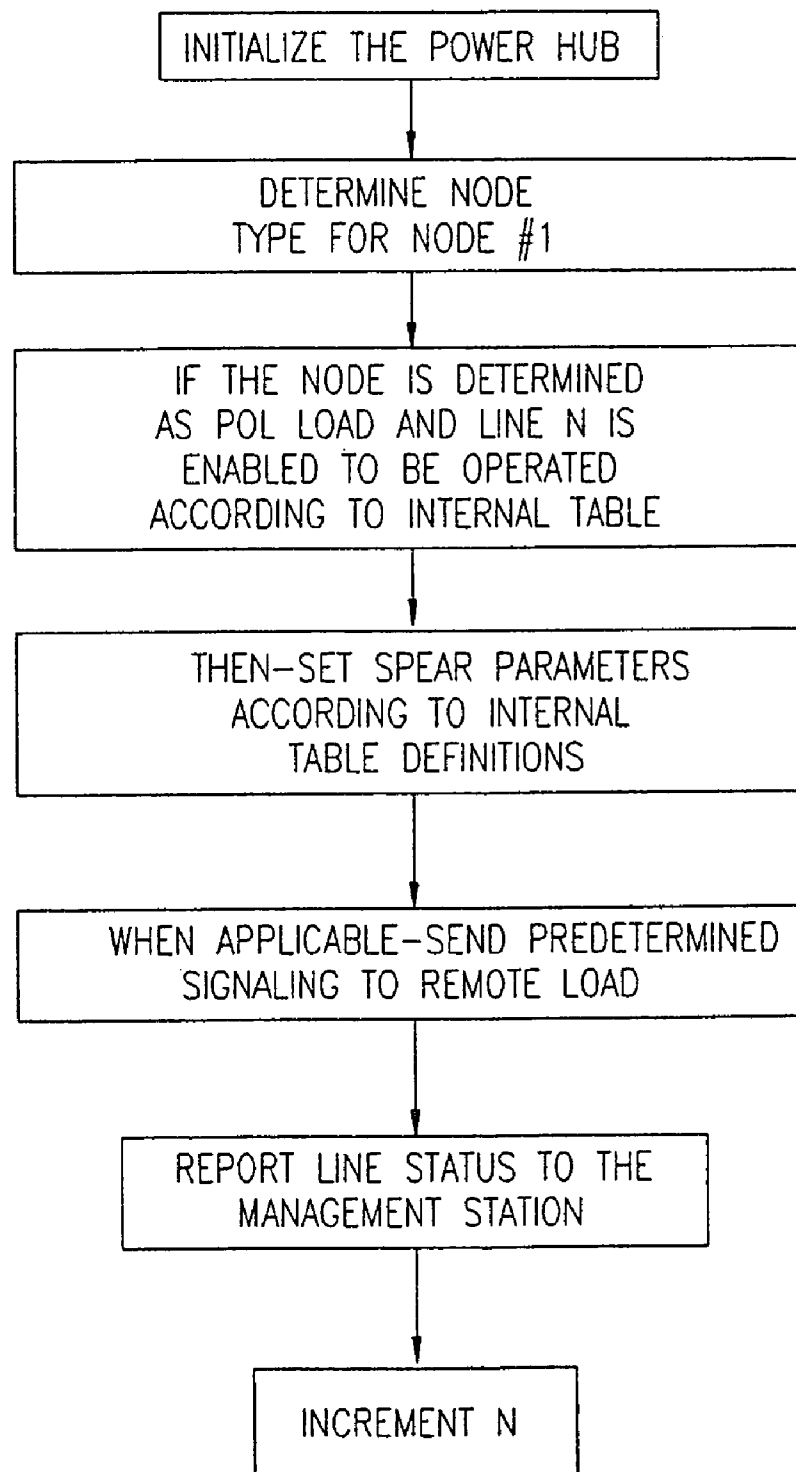 INITIALIZE THE POWER HUB
DETERMINE NODE
TYPE FOR NODE #1
IF THE NODE IS DETERMINED
AS POL LOAD AND LINE N IS
ENABLED TO BE OPERATED
ACCORDING TO INTERNAL TABLE
THEN-SET SPEAR PARAMETERS
ACCORDING TO INTERNAL
TABLE DEFINITIONS
WHEN APPLICABLE-SEND PREDETERMINED
SIGNALING TO REMOTE LOAD
REPORT LINE STATUS TO THE
MANAGEMENT STATION
INCREMENT N